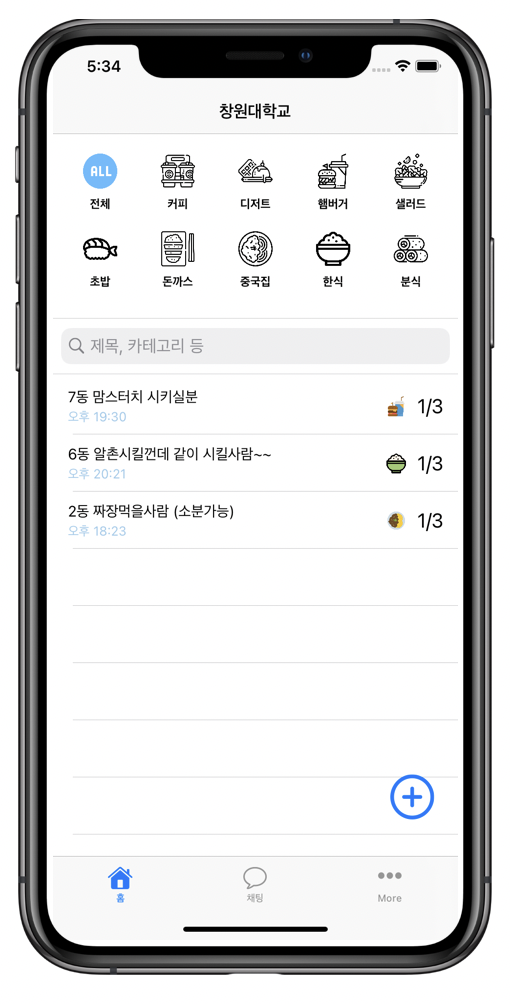 5:34
창원대학교
ALL
전체
커피
디저트
햄버거
샐러드
초밥
돈까스
중국집
한식
분식
제목, 카테고리 등
7동 맘스터치 시키실분
1/3
오후 19:30
6동 알촌시킬껀데 같이 시킬사람~~
1/3
오후 20:21
2동 짜장먹을사람 (소분가능)
1/3
오후 18:23
홈
채팅
More